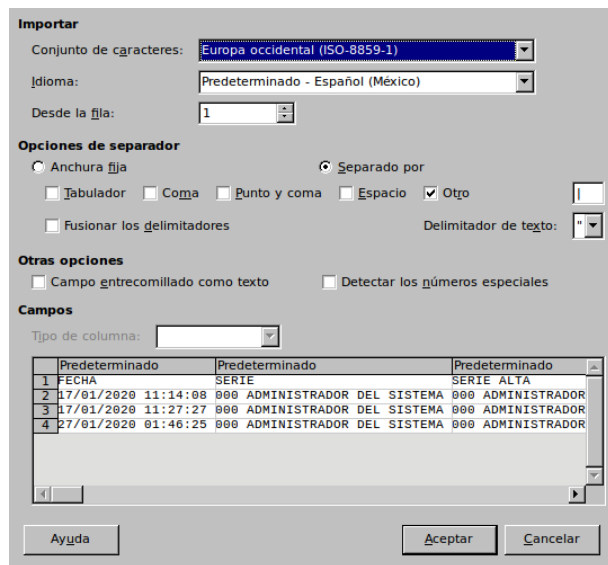 Importar
Conjunto de caracteres: Europa occidental (ISO-8859-1)
Idioma: Predeterminado - Español (México)
Desde la fila: 1
Opciones de separador
Anchura fija Separado por
Tabulador Coma Punto y coma Espacio Otro |
Fusionar los delimitadores Delimitador de texto: "
Otras opciones
Campo entrecomillado como texto Detectar los números especiales
Campos
Tipo de columna:
Predeterminado Predeterminado Predeterminado
1 FECHA SERIE SERIE ALTA
2 17/01/2020 11:14:08 000 ADMINISTRADOR DEL SISTEMA 000 ADMINISTRADOR
3 17/01/2020 11:27:27 000 ADMINISTRADOR DEL SISTEMA 000 ADMINISTRADOR
4 27/01/2020 01:46:25 000 ADMINISTRADOR DEL SISTEMA 000 ADMINISTRADOR
Ayuda Aceptar Cancelar